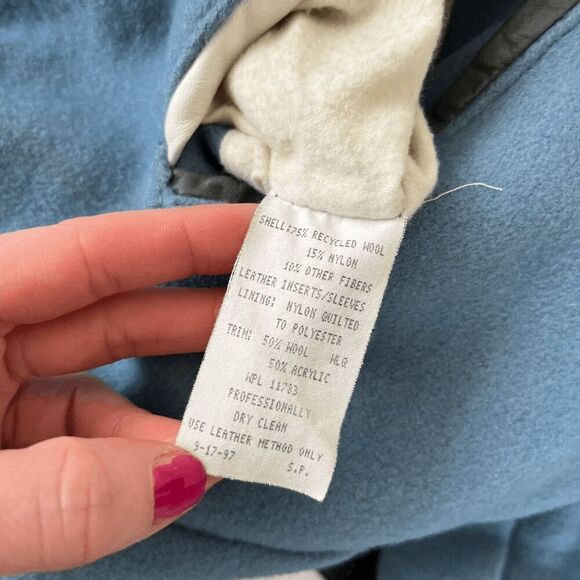 SHELL:75% RECYCLED WOOL
15% NYLON
10% OTHER FIBERS
LEATHER INSERTS/SLEEVES
LINING: NYLON QUILTED
TO POLYESTER
TRIM: 50% WOOL WLQ
50% ACRYLIC
WPL 11783
PROFESSIONALLY
DRY CLEAN
USE LEATHER METHOD ONLY
9-17-97 S.P.